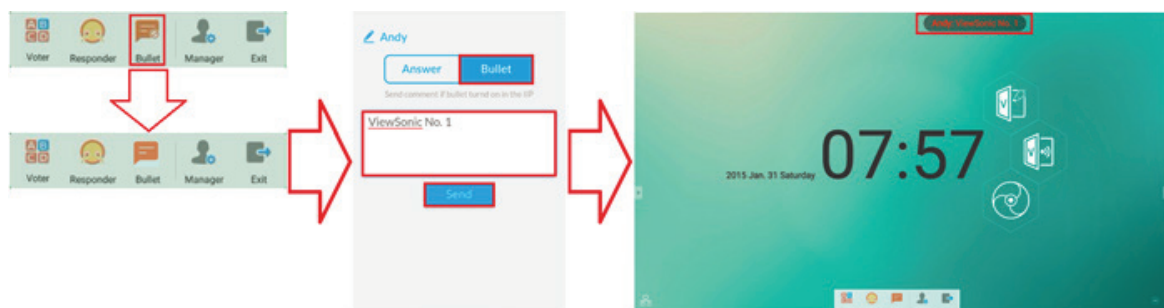 Voter Responder Bullet Manager Exit
Voter Responder Bullet Manager Exit
Andy
Answer Bullet
Send comment if bullet turnd on in the IIP
ViewSonic No. 1
Send
Andy: ViewSonic No. 1
2015 Jan. 31 Saturday 07:57